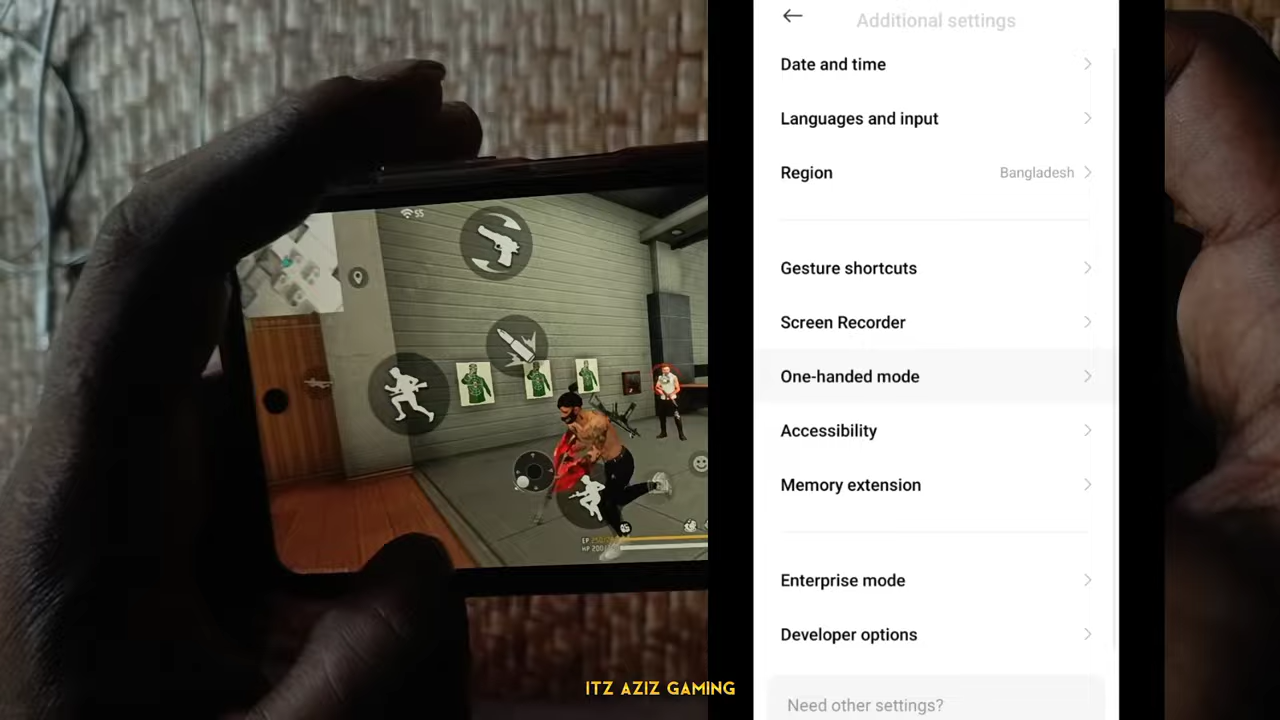 Additional settings
Date and time
Languages and input
Region
Bangladesh
Gesture shortcuts
Screen Recorder
One-handed mode
Accessibility
Memory extension
Enterprise mode
Developer options
Need other settings?
55
ITZ AZIZ GAMING